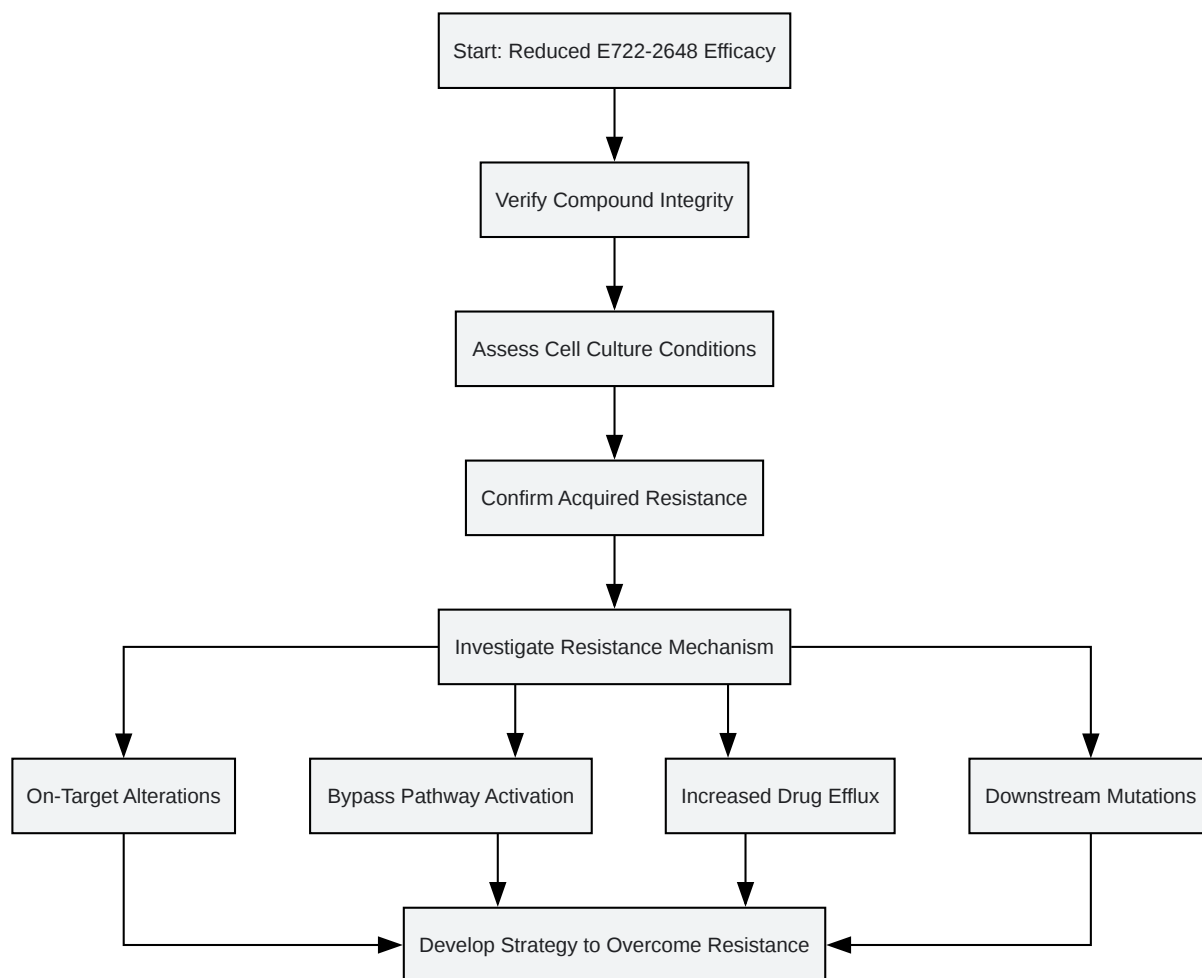 Start: Reduced E722-2648 Efficacy
Verify Compound Integrity
Assess Cell Culture Conditions
Confirm Acquired Resistance
Investigate Resistance Mechanism
On-Target Alterations
Bypass Pathway Activation
Increased Drug Efflux
Downstream Mutations
Develop Strategy to Overcome Resistance